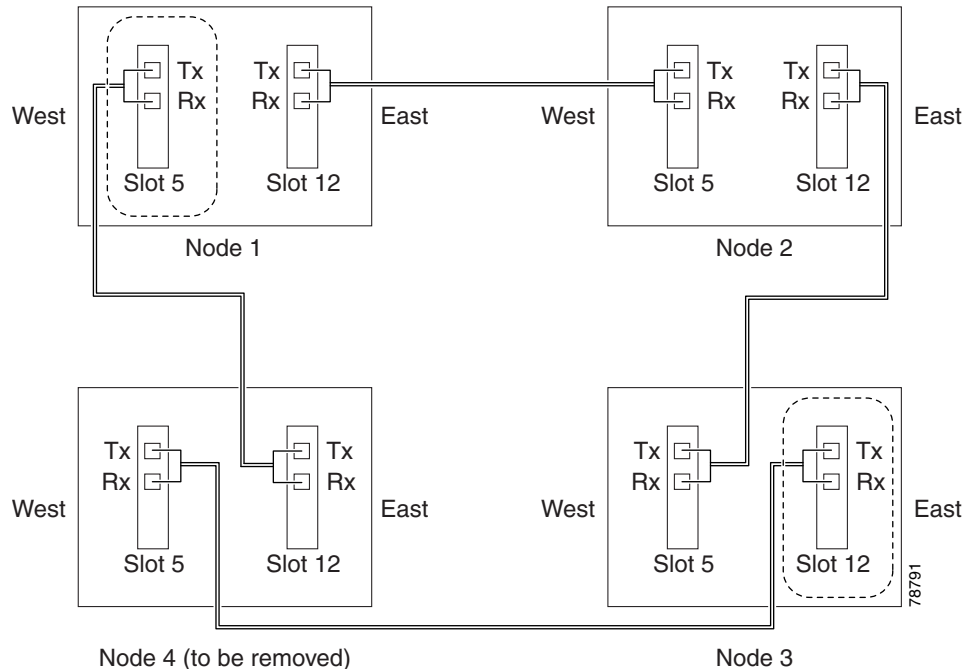 Tx
Rx
Tx
Rx
Tx
Rx
Tx
Rx
West
East
West
East
Slot 5
Slot 12
Slot 5
Slot 12
Node 1
Node 2
Tx
Rx
Tx
Rx
Tx
Rx
Tx
Rx
West
East
West
East
Slot 5
Slot 12
Slot 5
Slot 12
78791
Node 4 (to be removed)
Node 3